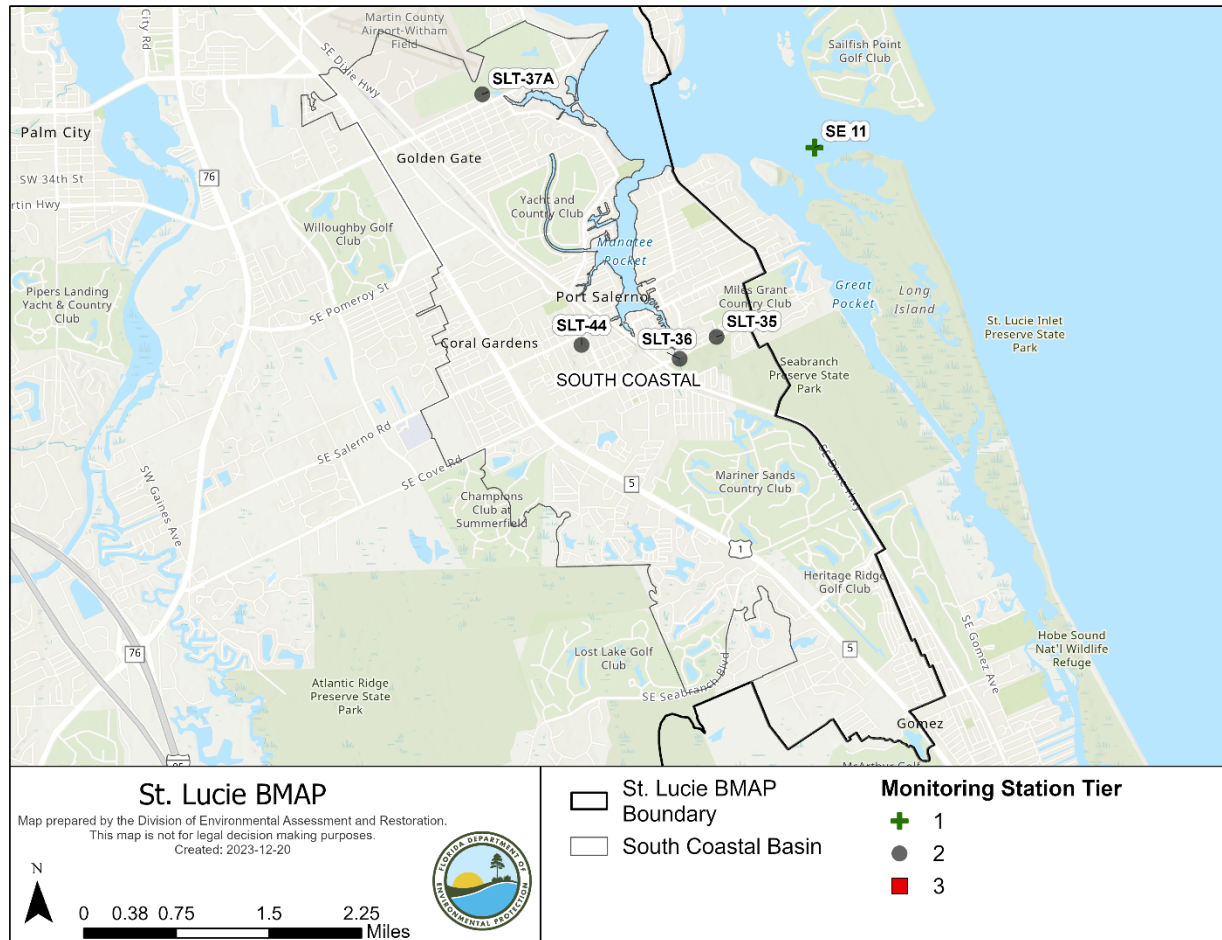 Martin County
Airport-Witham
Field
Sailfish Point
Golf Club
City Rd
SE Dixie Hwy
SLT-37A
SE 11
Palm City
Golden Gate
76
SW 34th St
Yacht and
Country Club
Willoughby Golf
Club
Manatee
Pocket
Pipers Landing
Yacht & Country
Club
SE Pomeroy St
Port Salerno
Miles Grant
Country Club
Great
Pocket
Long
Island
St. Lucie Inlet
Preserve State
Park
SLT-44
SLT-36
SLT-35
Coral Gardens
SOUTH COASTAL
Seabranch
Preserve State
Park
SE Salerno Rd
SE Cove Rd
SW Gaines Ave
SE Dixie Hwy
Mariner Sands
Country Club
5
Champions
Club at
Summerfield
1
Heritage Ridge
Golf Club
SE Gomez Ave
76
5
Hobe Sound
Nat'l Wildlife
Refuge
Lost Lake Golf
Club
SE Seabranch Blvd
Atlantic Ridge
Preserve State
Park
Gomez
St. Lucie BMAP
Map prepared by the Division of Environmental Assessment and Restoration.
This map is not for legal decision making purposes.
Created: 2023-12-20
N
0 0.38 0.75 1.5 2.25
Miles
FLORIDA DEPARTMENT OF
ENVIRONMENTAL PROTECTION
St. Lucie BMAP
Boundary
South Coastal Basin
Monitoring Station Tier
1
2
3